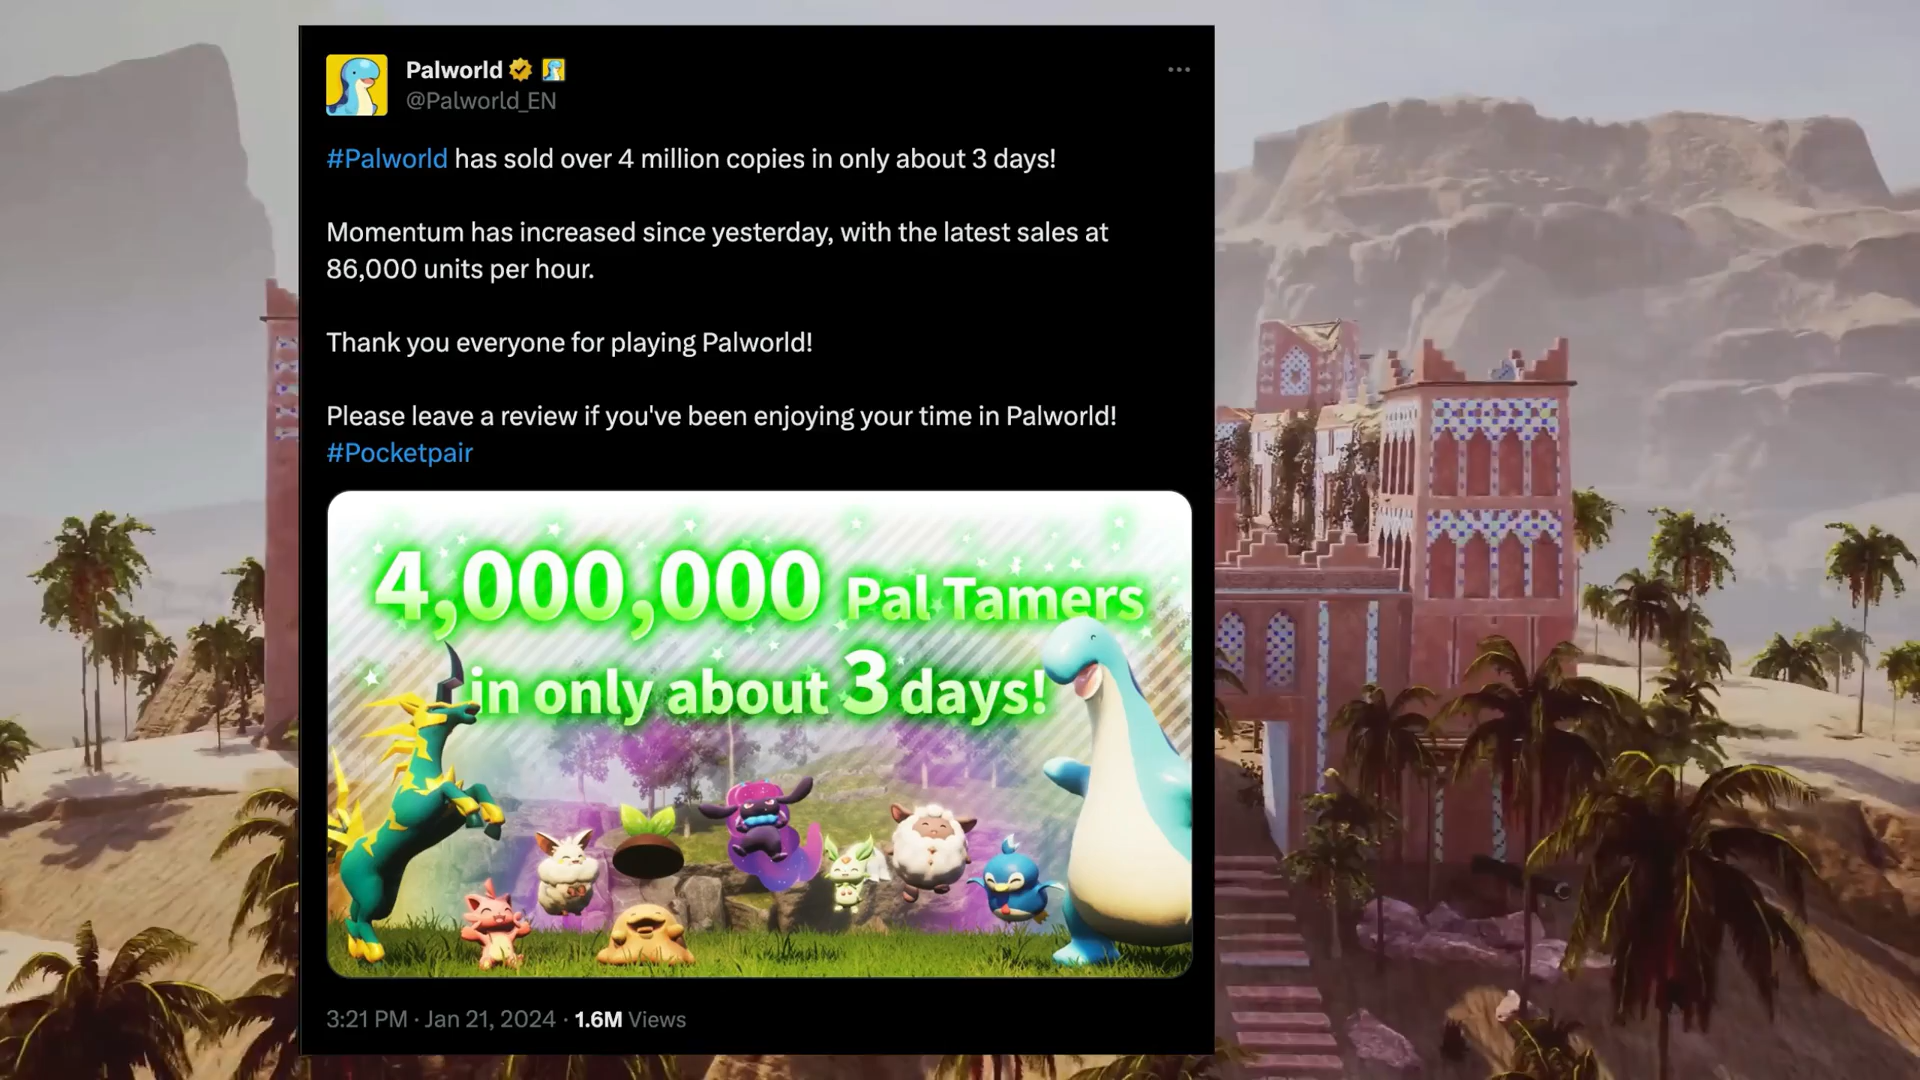 Palworld
@Palworld_EN
#Palworld has sold over 4 million copies in only about 3 days!
Momentum has increased since yesterday, with the latest sales at
86,000 units per hour.
Thank you everyone for playing Palworld!
Please leave a review if you've been enjoying your time in Palworld!
#Pocketpair
4,000,000 Pal Tamers
in only about 3 days!
3:21 PM · Jan 21, 2024 · 1.6M Views